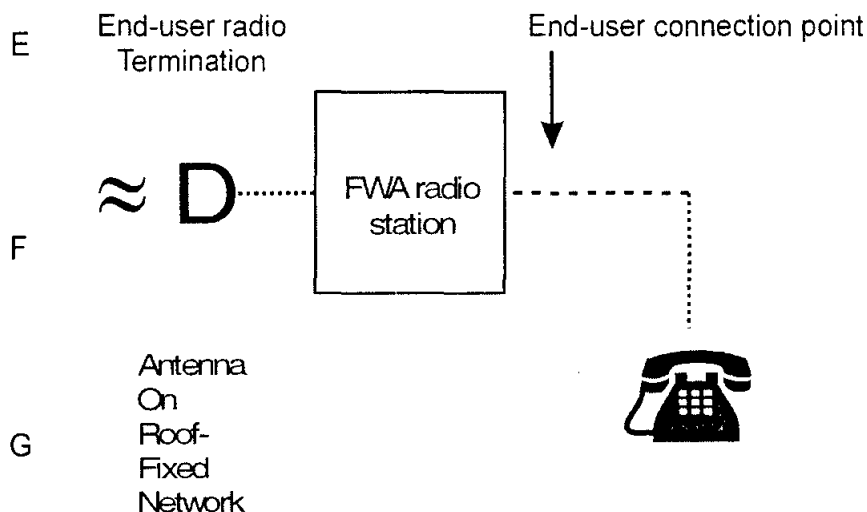 E
End-user radio
Termination
End-user connection point
≈ D
FWA radio
station
F
Antenna
On
Roof-
Fixed
Network
G